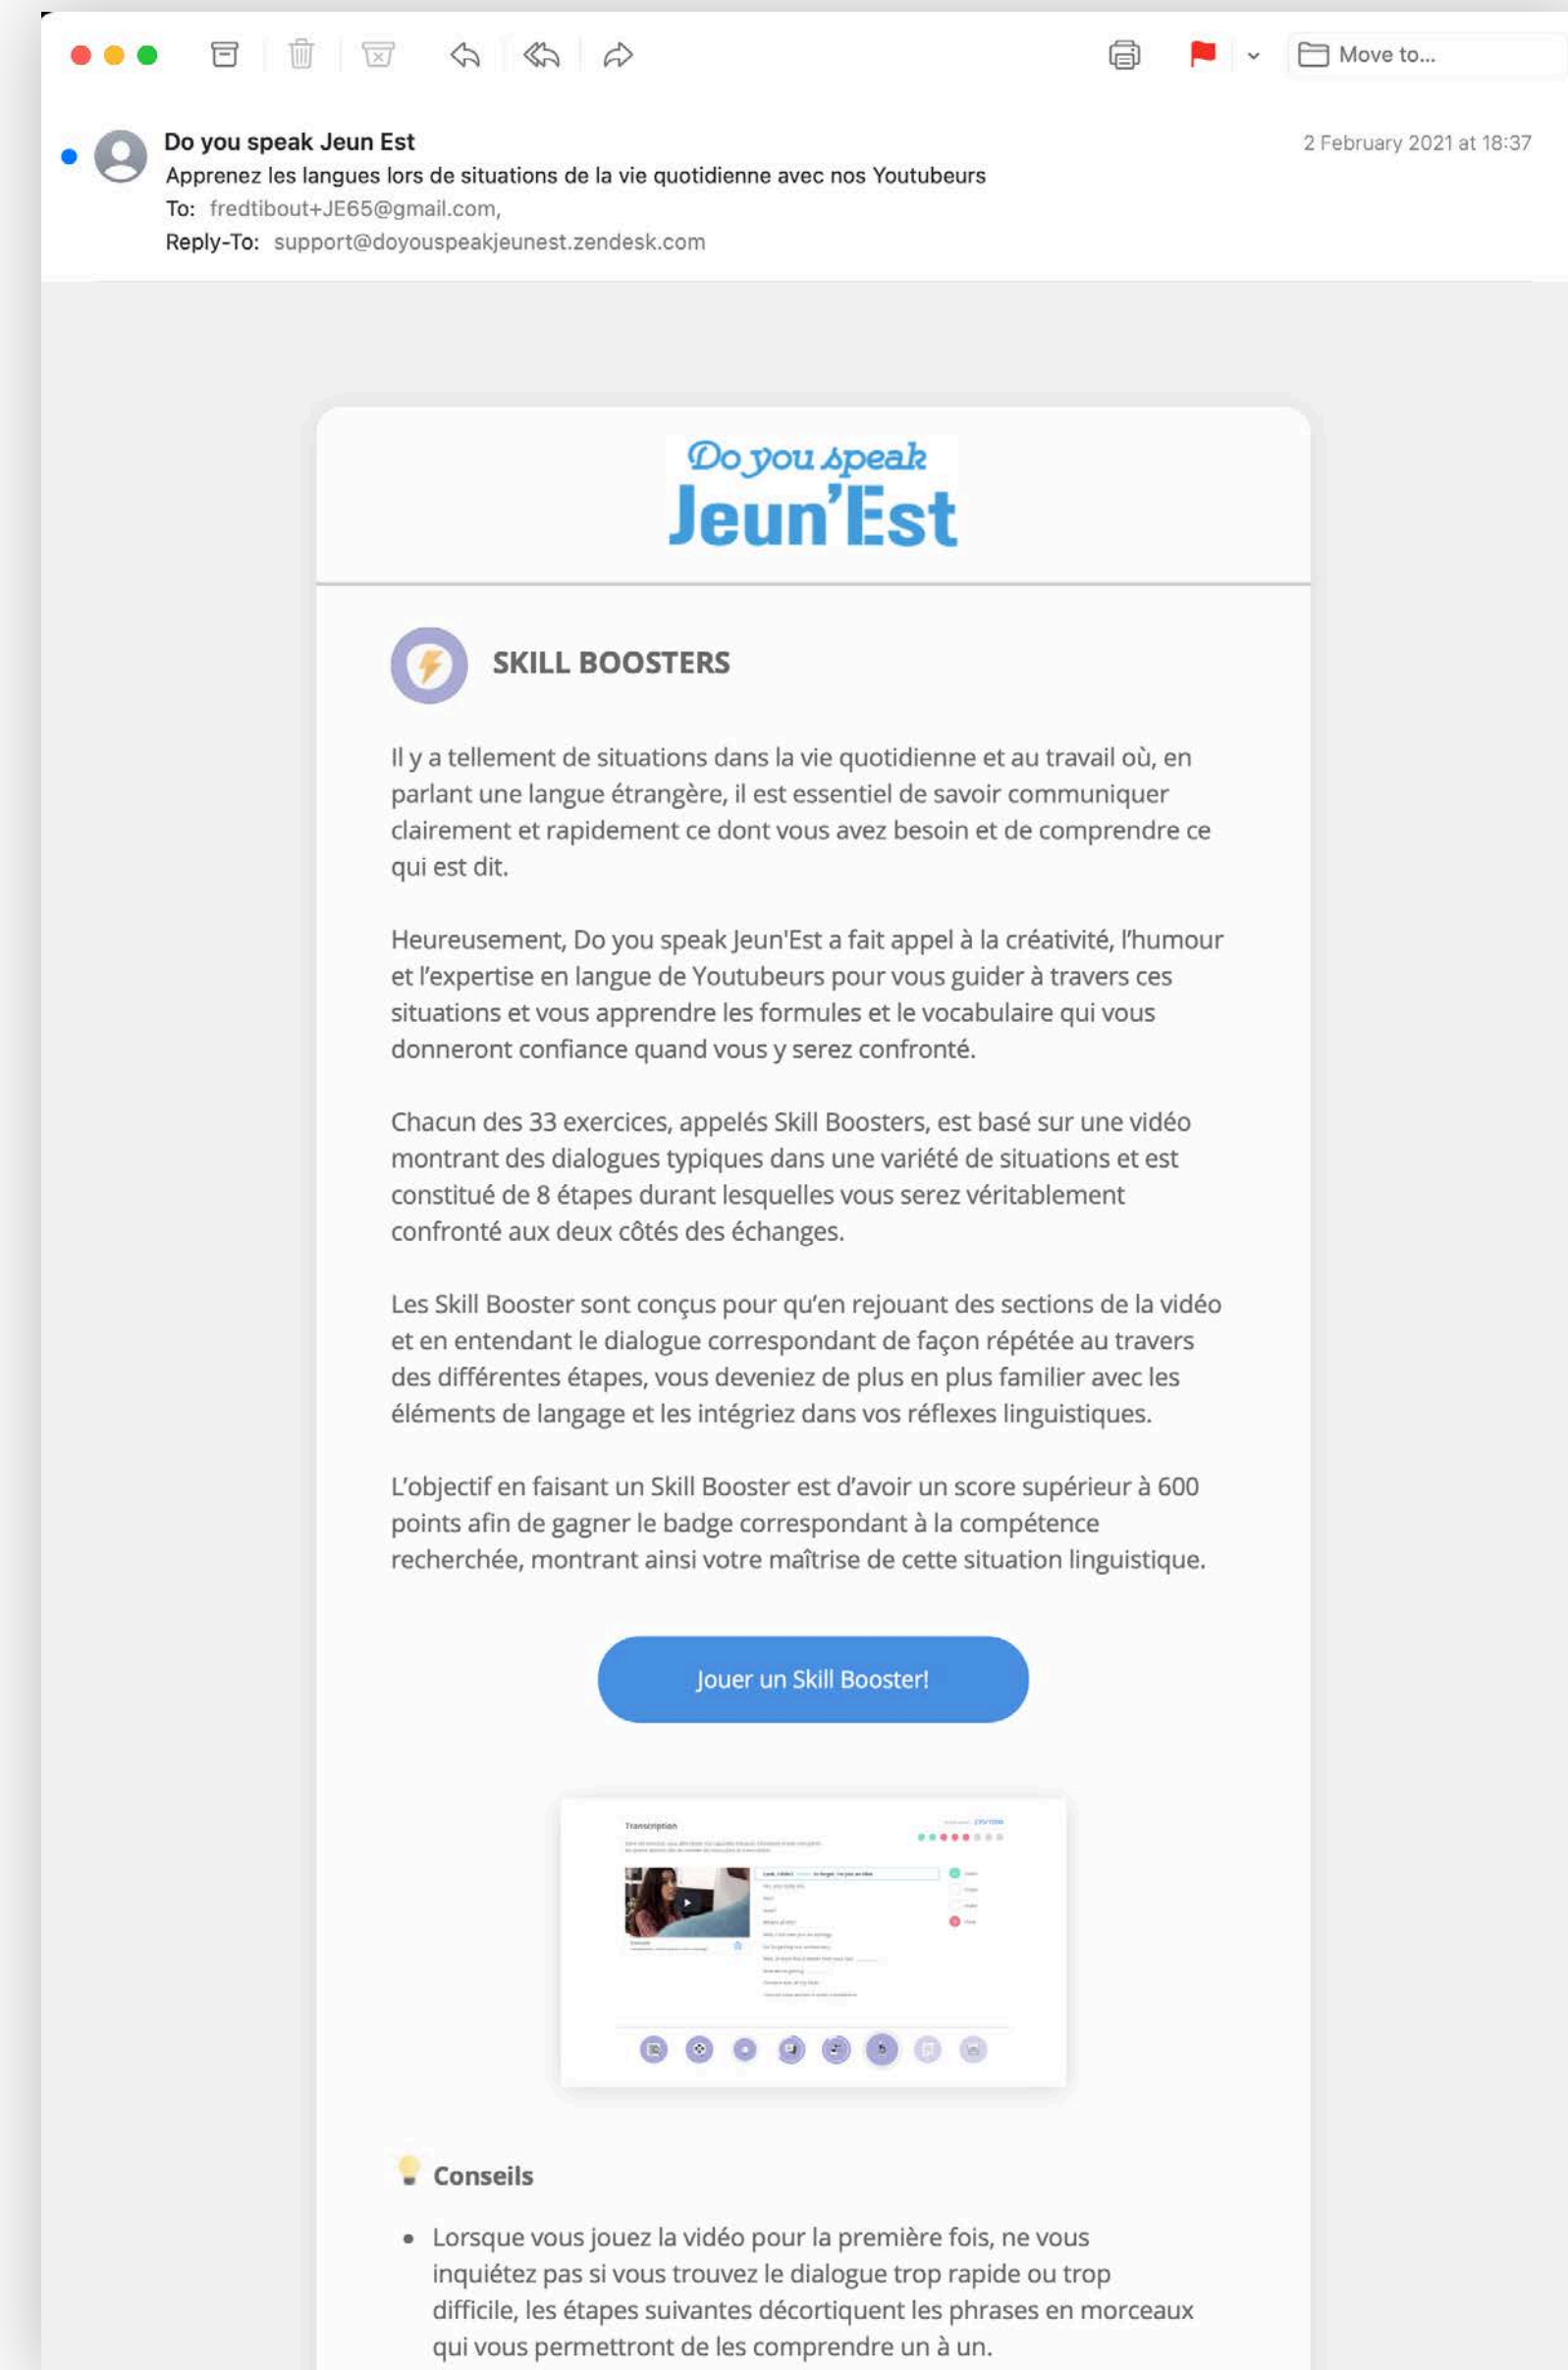 Move to...
Do you speak Jeun Est
2 February 2021 at 18:37
Apprenez les langues lors de situations de la vie quotidienne avec nos Youtubeurs
To: fredtibout+JE65@gmail.com,
Reply-To: support@doyouspeakjeunest.zendesk.com
Do you speak
Jeun'Est
SKILL BOOSTERS
Il y a tellement de situations dans la vie quotidienne et au travail où, en
parlant une langue étrangère, il est essentiel de savoir communiquer
clairement et rapidement ce dont vous avez besoin et de comprendre ce
qui est dit.
Heureusement, Do you speak Jeun'Est a fait appel à la créativité, l'humour
et l'expertise en langue de Youtubeurs pour vous guider à travers ces
situations et vous apprendre les formules et le vocabulaire qui vous
donneront confiance quand vous y serez confronté.
Chacun des 33 exercices, appelés Skill Boosters, est basé sur une vidéo
montrant des dialogues typiques dans une variété de situations et est
constitué de 8 étapes durant lesquelles vous serez véritablement
confronté aux deux côtés des échanges.
Les Skill Booster sont conçus pour qu'en rejouant des sections de la vidéo
et en entendant le dialogue correspondant de façon répétée au travers
des différentes étapes, vous deveniez de plus en plus familier avec les
éléments de langage et les intégriez dans vos réflexes linguistiques.
L'objectif en faisant un Skill Booster est d'avoir un score supérieur à 600
points afin de gagner le badge correspondant à la compétence
recherchée, montrant ainsi votre maîtrise de cette situation linguistique.
Jouer un Skill Booster!
Transcription
Conseils
• Lorsque vous jouez la vidéo pour la première fois, ne vous
inquiétez pas si vous trouvez le dialogue trop rapide ou trop
difficile, les étapes suivantes décortiquent les phrases en morceaux
qui vous permettront de les comprendre un à un.